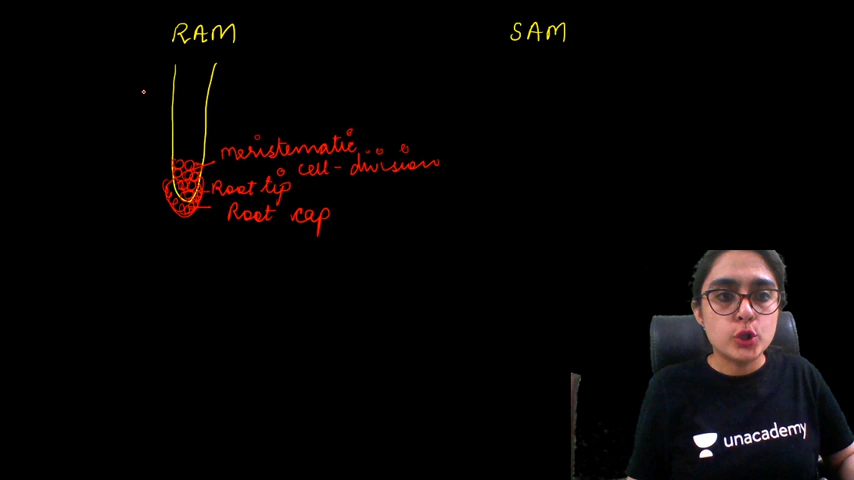 RAM
SAM
meristematic
cell-division
Root tip
Root cap
unacademy